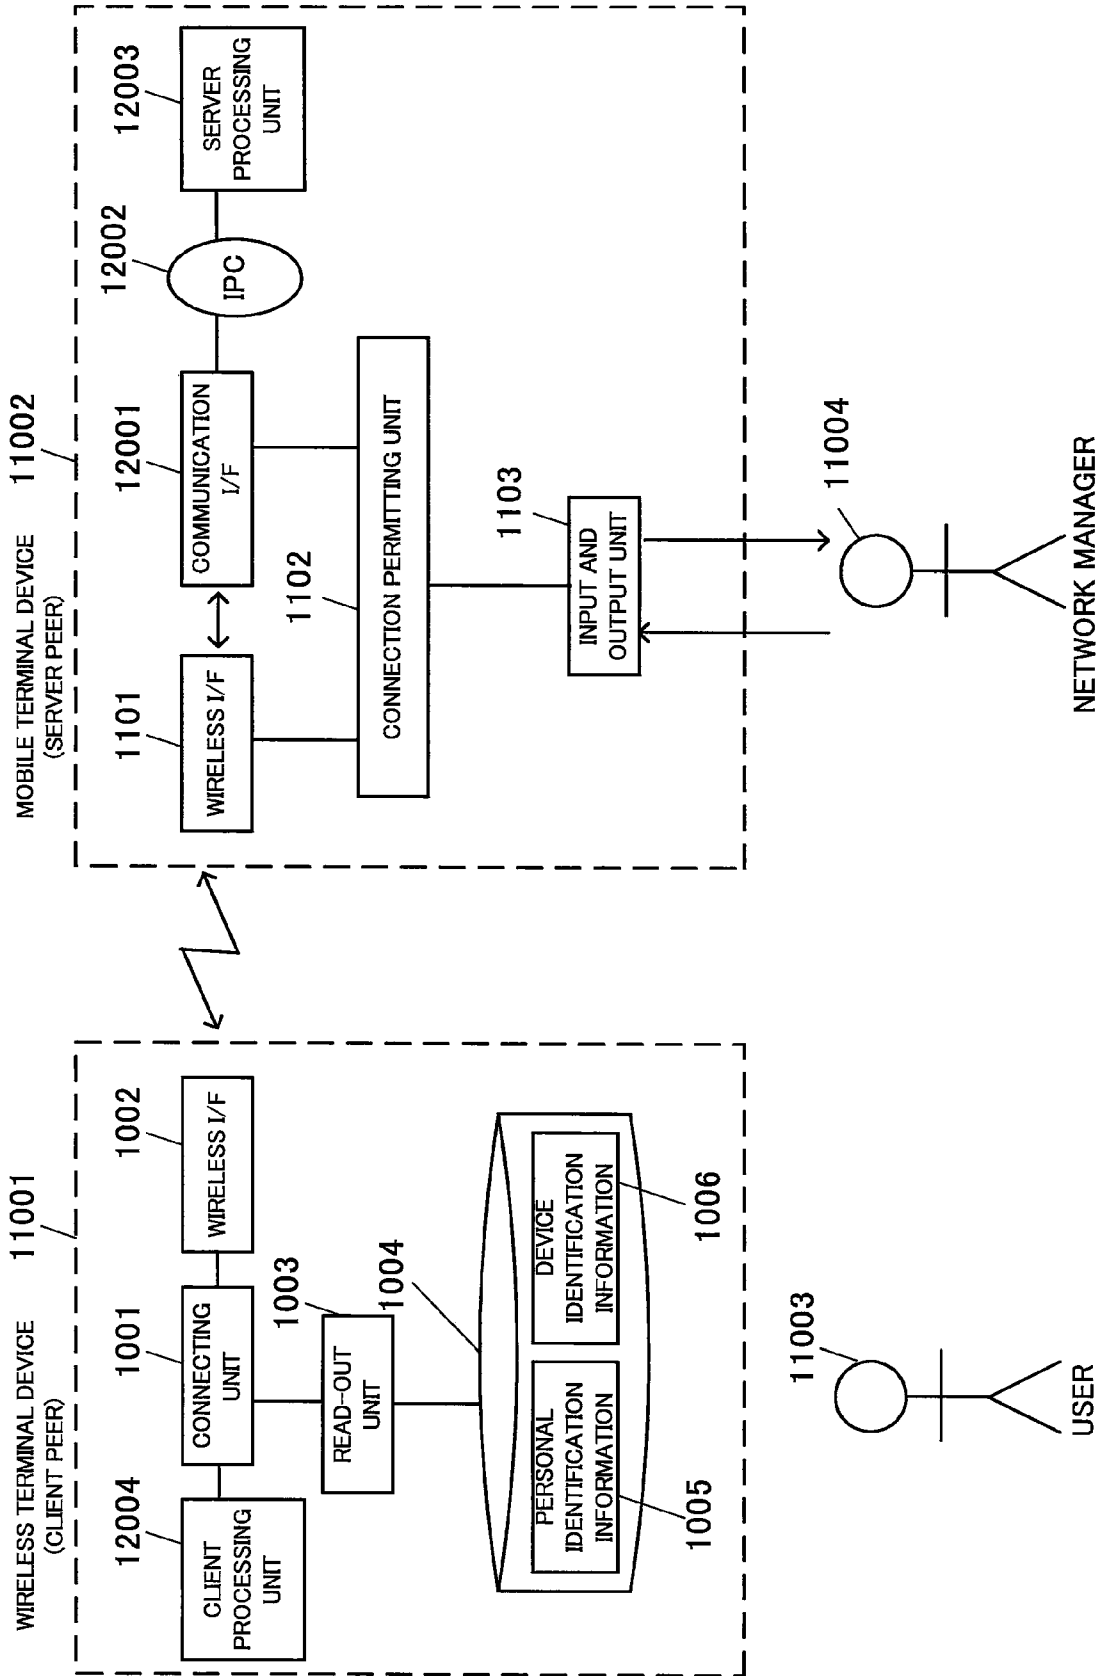 WIRELESS TERMINAL DEVICE
(CLIENT PEER)
11001
12004
CLIENT
PROCESSING
UNIT
1001
CONNECTING
UNIT
1002
WIRELESS I/F
1003
READ-OUT
UNIT
1004
PERSONAL
IDENTIFICATION
INFORMATION
1005
DEVICE
IDENTIFICATION
INFORMATION
1006
11003
USER
MOBILE TERMINAL DEVICE
(SERVER PEER)
11002
1101
WIRELESS I/F
12001
COMMUNICATION
I/F
12002
IPC
12003
SERVER
PROCESSING
UNIT
1102
CONNECTION PERMITTING UNIT
1103
INPUT AND
OUTPUT UNIT
11004
NETWORK MANAGER